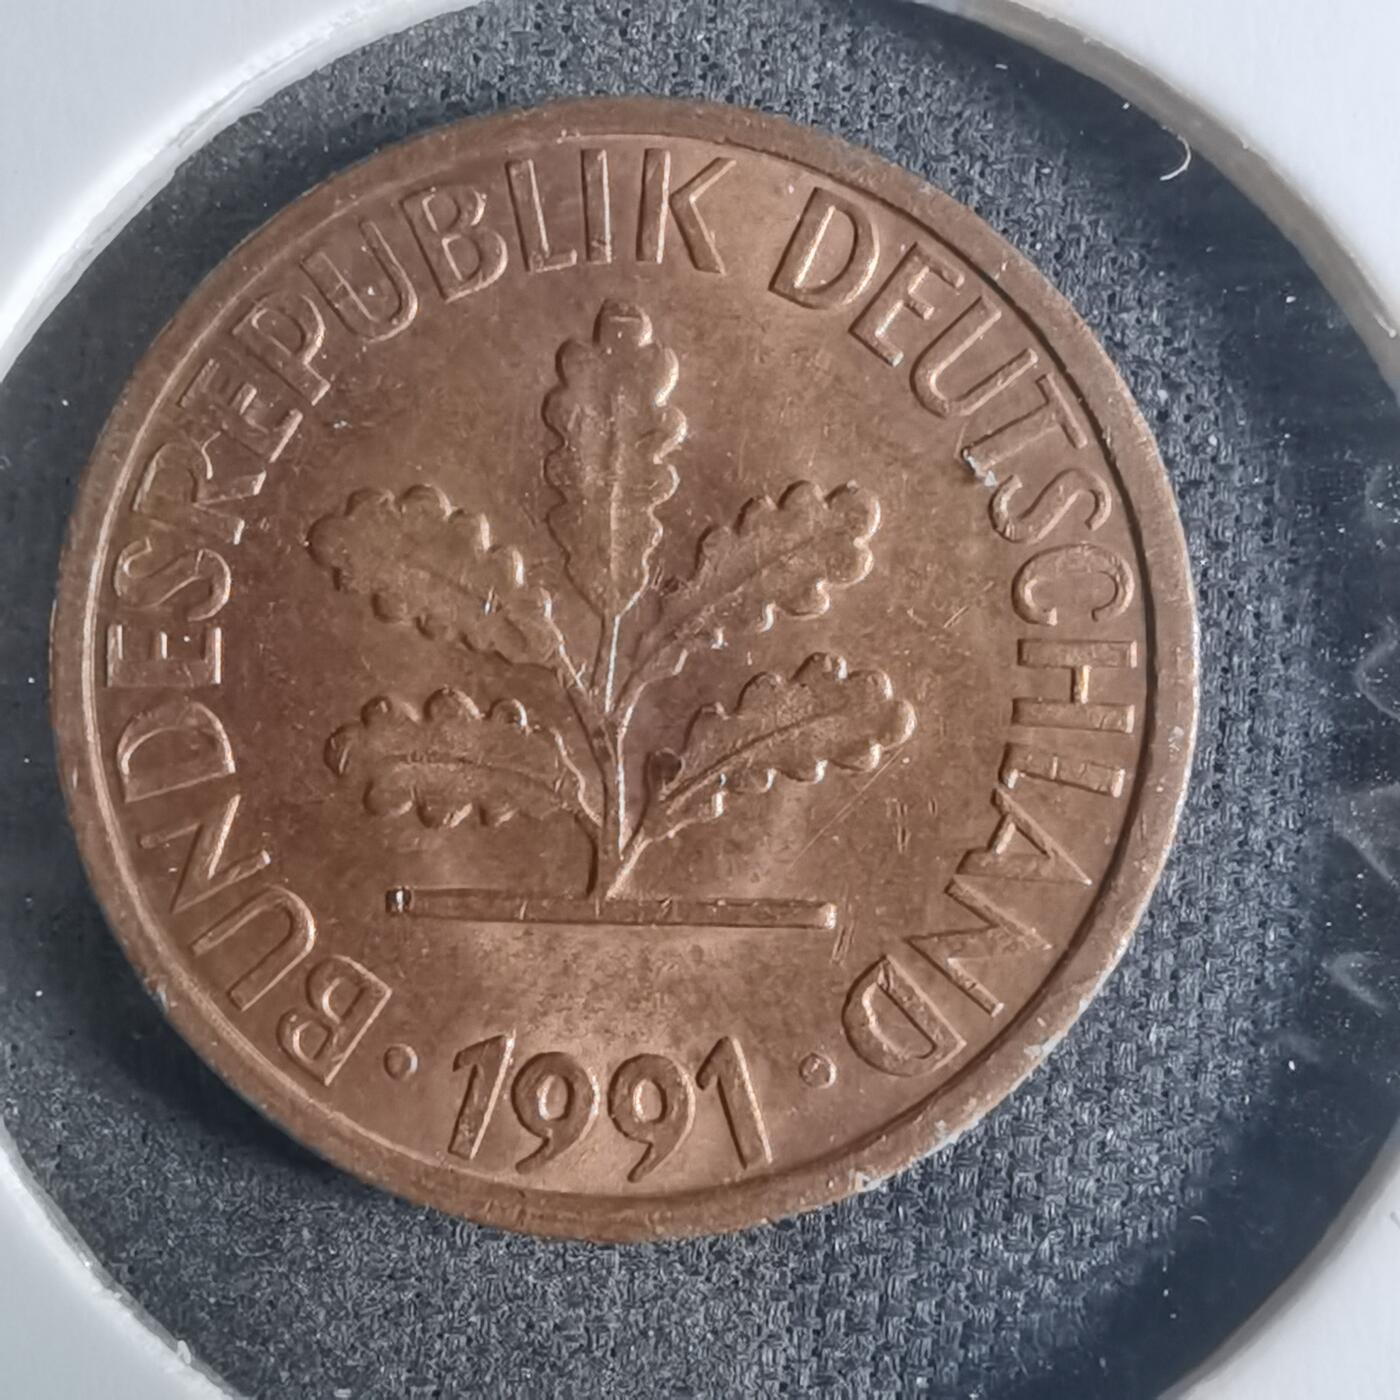 BUNDESREPUBLIK DEUTSCHLAND
· 1991 ·